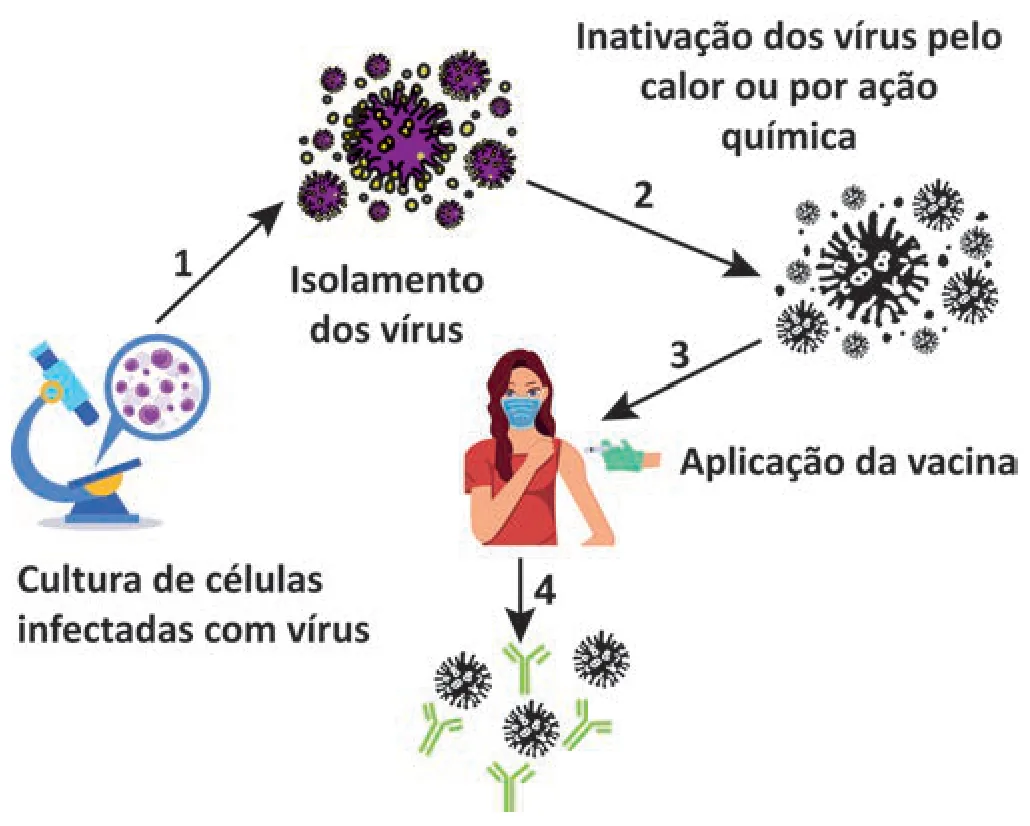 Inativação dos vírus pelo
calor ou por ação
química
2
1
Isolamento
dos vírus
3
Aplicação da vacina
Cultura de células
infectadas com vírus
4